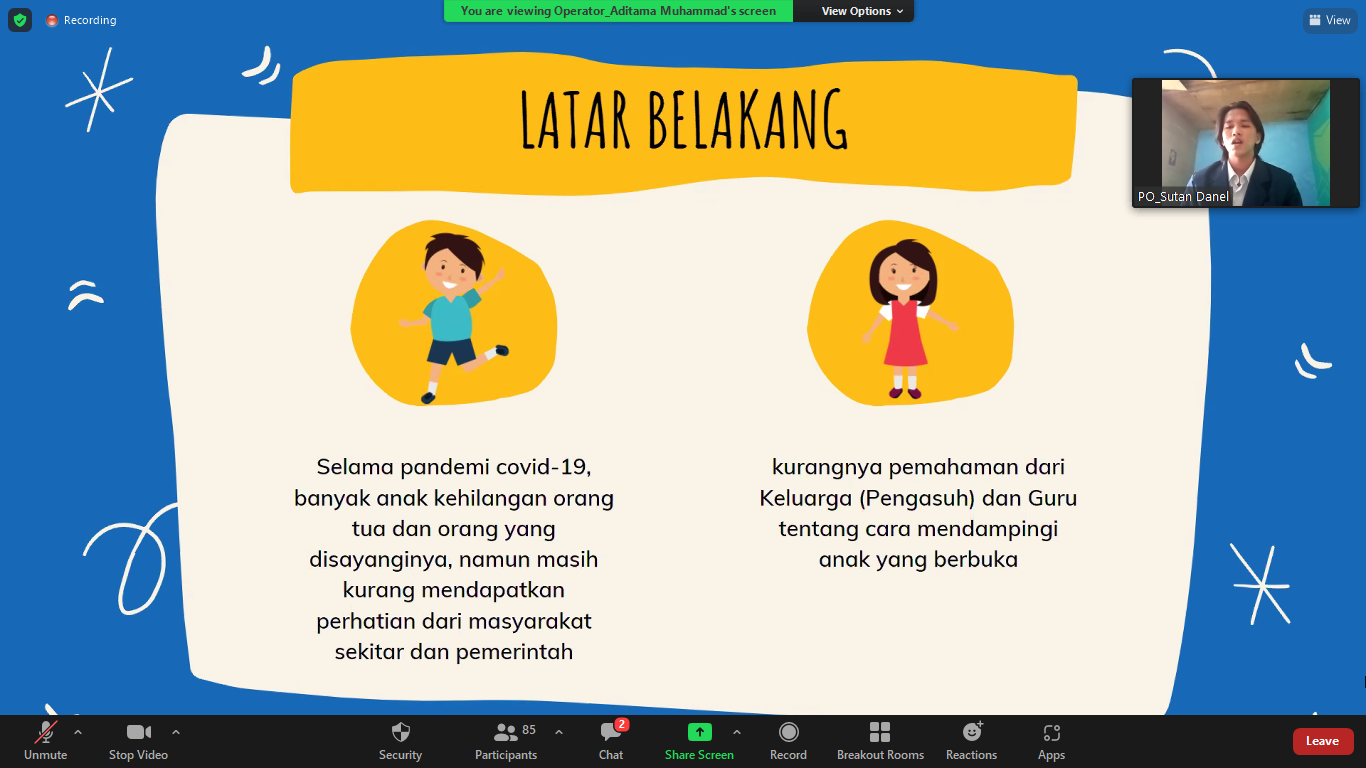 Recording
You are viewing Operator_Aditama Muhammad's screen
View Options
View
LATAR BELAKANG
PO_Sutan Danel
Selama pandemi covid-19,
banyak anak kehilangan orang
tua dan orang yang
disayanginya, namun masih
kurang mendapatkan
perhatian dari masyarakat
sekitar dan pemerintah
kurangnya pemahaman dari
Keluarga (Pengasuh) dan Guru
tentang cara mendampingi
anak yang berbuka
Unmute
Stop Video
Security
85
Participants
2
Chat
Share Screen
Record
Breakout Rooms
Reactions
Apps
Leave